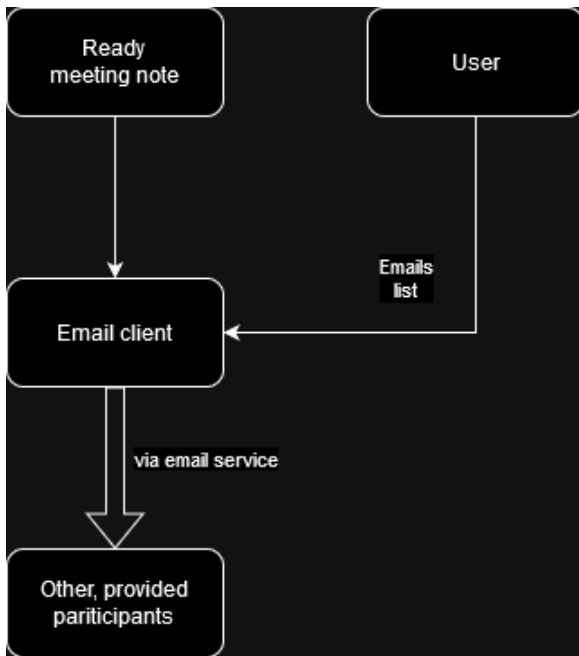 Ready
meeting note
User
Emails
list
Email client
via email service
Other, provided
pariticipants